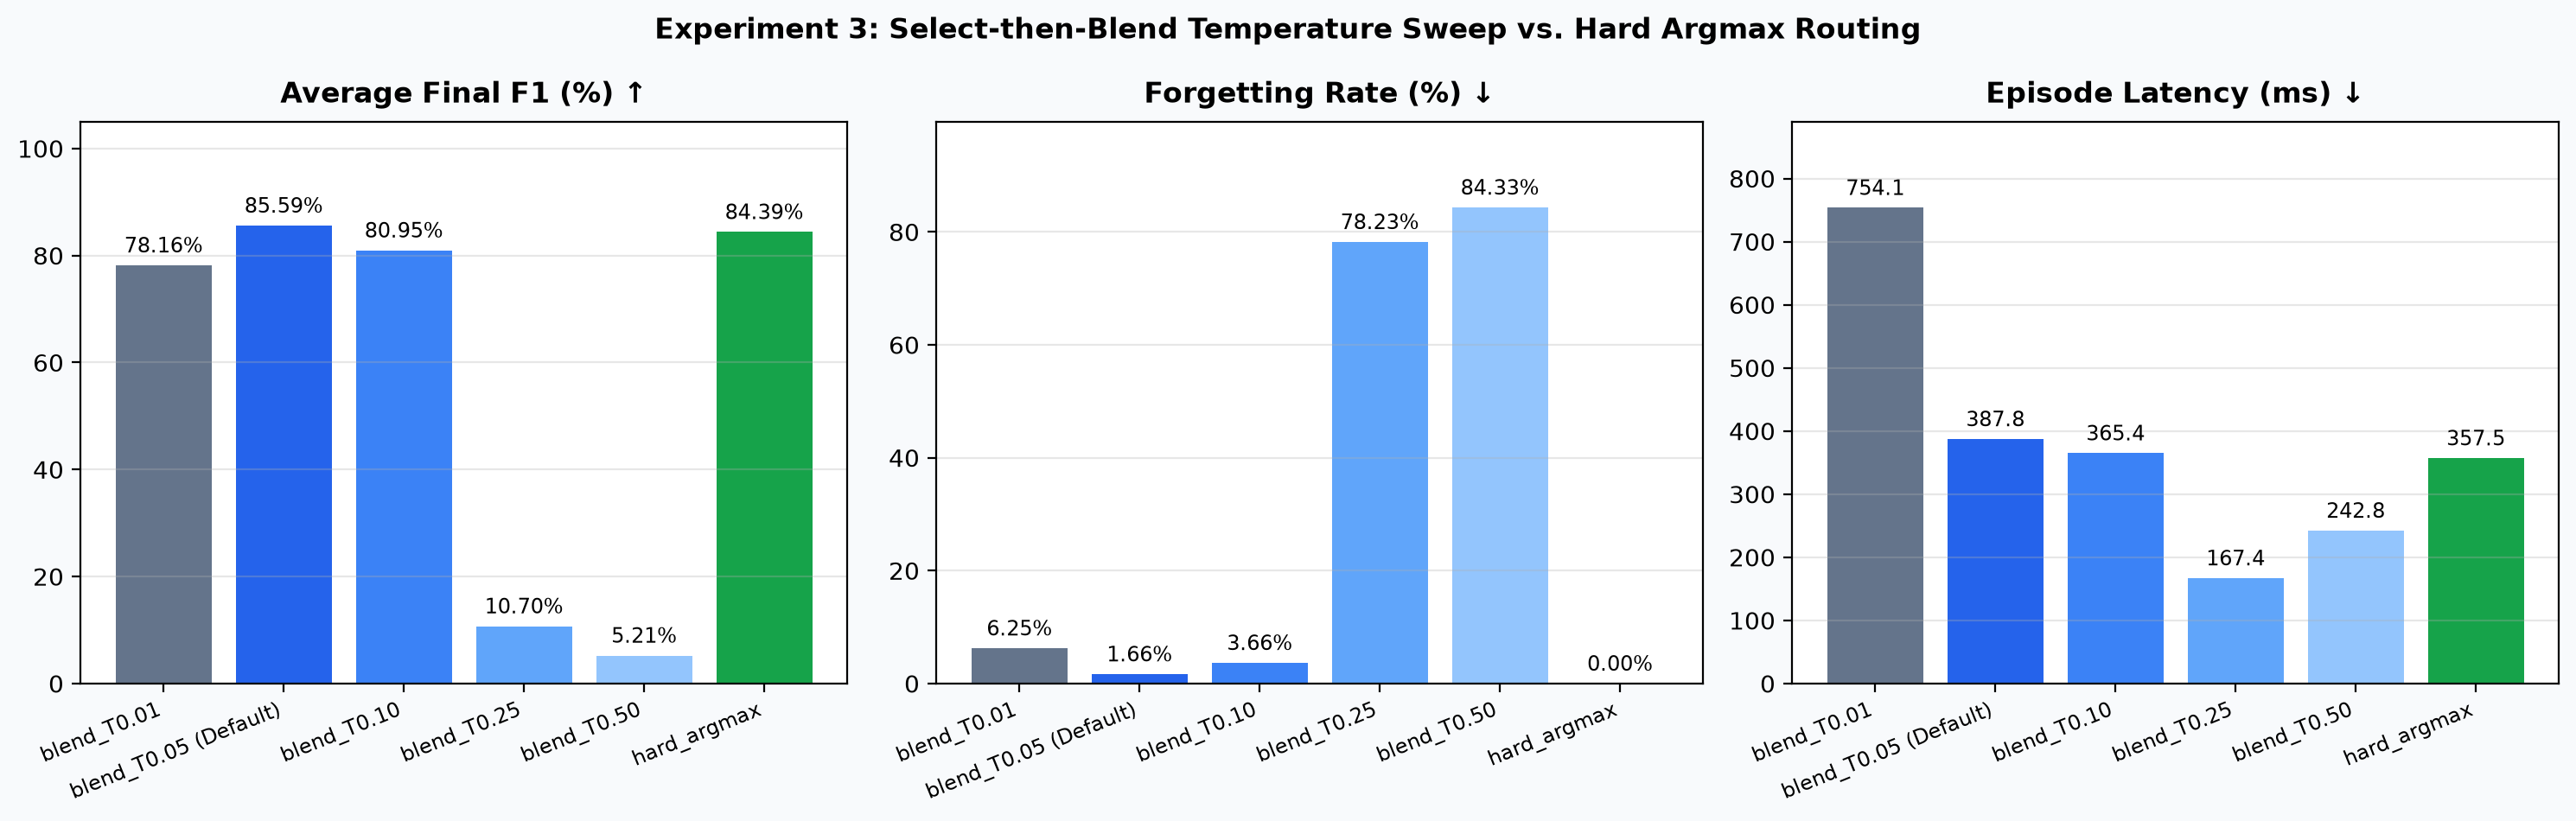 Experiment 3: Select-then-Blend Temperature Sweep vs. Hard Argmax Routing
Average Final F1 (%) ↑
100
80
60
40
20
0
78.16%
85.59%
80.95%
10.70%
5.21%
84.39%
blend_T0.01
blend_T0.05 (Default)
blend_T0.10
blend_T0.25
blend_T0.50
hard_argmax
Forgetting Rate (%) ↓
80
60
40
20
0
6.25%
1.66%
3.66%
78.23%
84.33%
0.00%
blend_T0.01
blend_T0.05 (Default)
blend_T0.10
blend_T0.25
blend_T0.50
hard_argmax
Episode Latency (ms) ↓
800
700
600
500
400
300
200
100
0
754.1
387.8
365.4
167.4
242.8
357.5
blend_T0.01
blend_T0.05 (Default)
blend_T0.10
blend_T0.25
blend_T0.50
hard_argmax